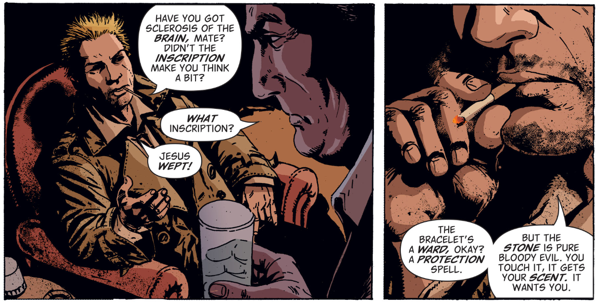 HAVE YOU GOT
SCLEROSIS OF THE
BRAIN, MATE?
DIDN'T THE
INSCRIPTION
MAKE YOU THINK
A BIT?
WHAT
INSCRIPTION?
JESUS
WEPT!
THE
BRACELET'S
A WARD, OKAY?
A PROTECTION
SPELL.
BUT THE
STONE IS PURE
BLOODY EVIL. YOU
TOUCH IT, IT GETS
YOUR SCENT. IT
WANTS YOU.